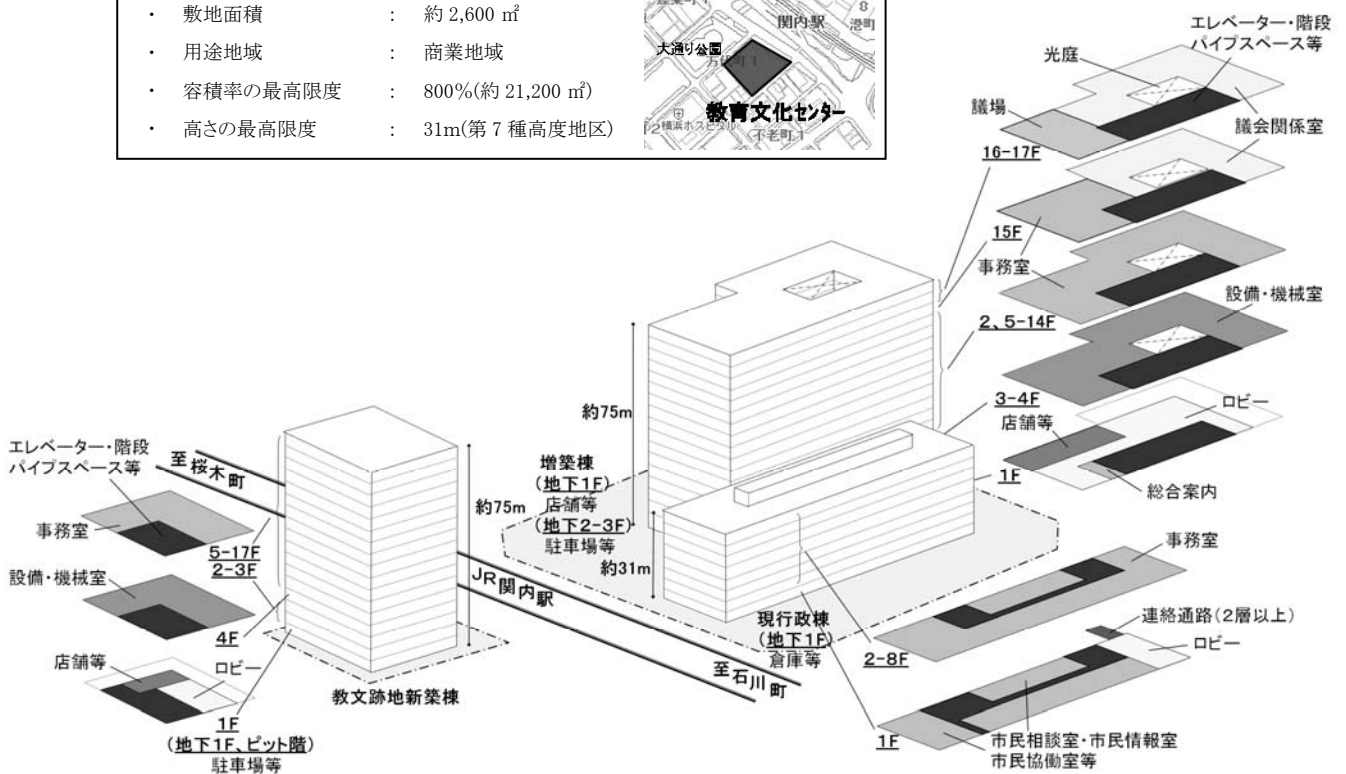 ・ 敷地面積 : 約 2,600 ㎡
・ 用途地域 : 商業地域
・ 容積率の最高限度 : 800%(約 21,200 ㎡)
・ 高さの最高限度 : 31m(第 7 種高度地区)
関内駅
港町
大通り公園
万代町1
教育文化センター
横浜ホスピタル
不老町1
エレベーター・階段
パイプスペース等
光庭
議場
議会関係室
16-17F
15F
事務室
設備・機械室
2、5-14F
3-4F
店舗等
ロビー
1F
総合案内
約75m
増築棟
(地下1F)
店舗等
(地下2-3F)
駐車場等
約31m
現行政棟
(地下1F)
倉庫等
事務室
2-8F
連絡通路(2層以上)
ロビー
1F
市民相談室・市民情報室
市民協働室等
エレベーター・階段
パイプスペース等
至桜木町
約75m
事務室
5-17F
2-3F
設備・機械室
4F
店舗等
ロビー
1F
(地下1F、ピット階)
駐車場等
教文跡地新築棟
JR関内駅
至石川町